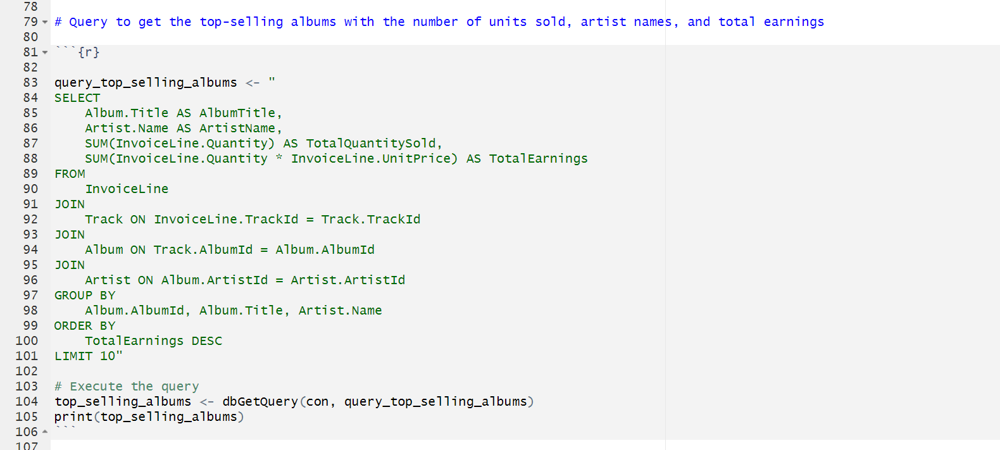 78
79 # Query to get the top-selling albums with the number of units sold, artist names, and total earnings
80
81 ```{r}
82
83 query_top_selling_albums <- "
84 SELECT
85     Album.Title AS AlbumTitle,
86     Artist.Name AS ArtistName,
87     SUM(InvoiceLine.Quantity) AS TotalQuantitySold,
88     SUM(InvoiceLine.Quantity * InvoiceLine.UnitPrice) AS TotalEarnings
89 FROM
90     InvoiceLine
91 JOIN
92     Track ON InvoiceLine.TrackId = Track.TrackId
93 JOIN
94     Album ON Track.AlbumId = Album.AlbumId
95 JOIN
96     Artist ON Album.ArtistId = Artist.ArtistId
97 GROUP BY
98     Album.AlbumId, Album.Title, Artist.Name
99 ORDER BY
100     TotalEarnings DESC
101 LIMIT 10"
102
103 # Execute the query
104 top_selling_albums <- dbGetQuery(con, query_top_selling_albums)
105 print(top_selling_albums)
106 ```
107